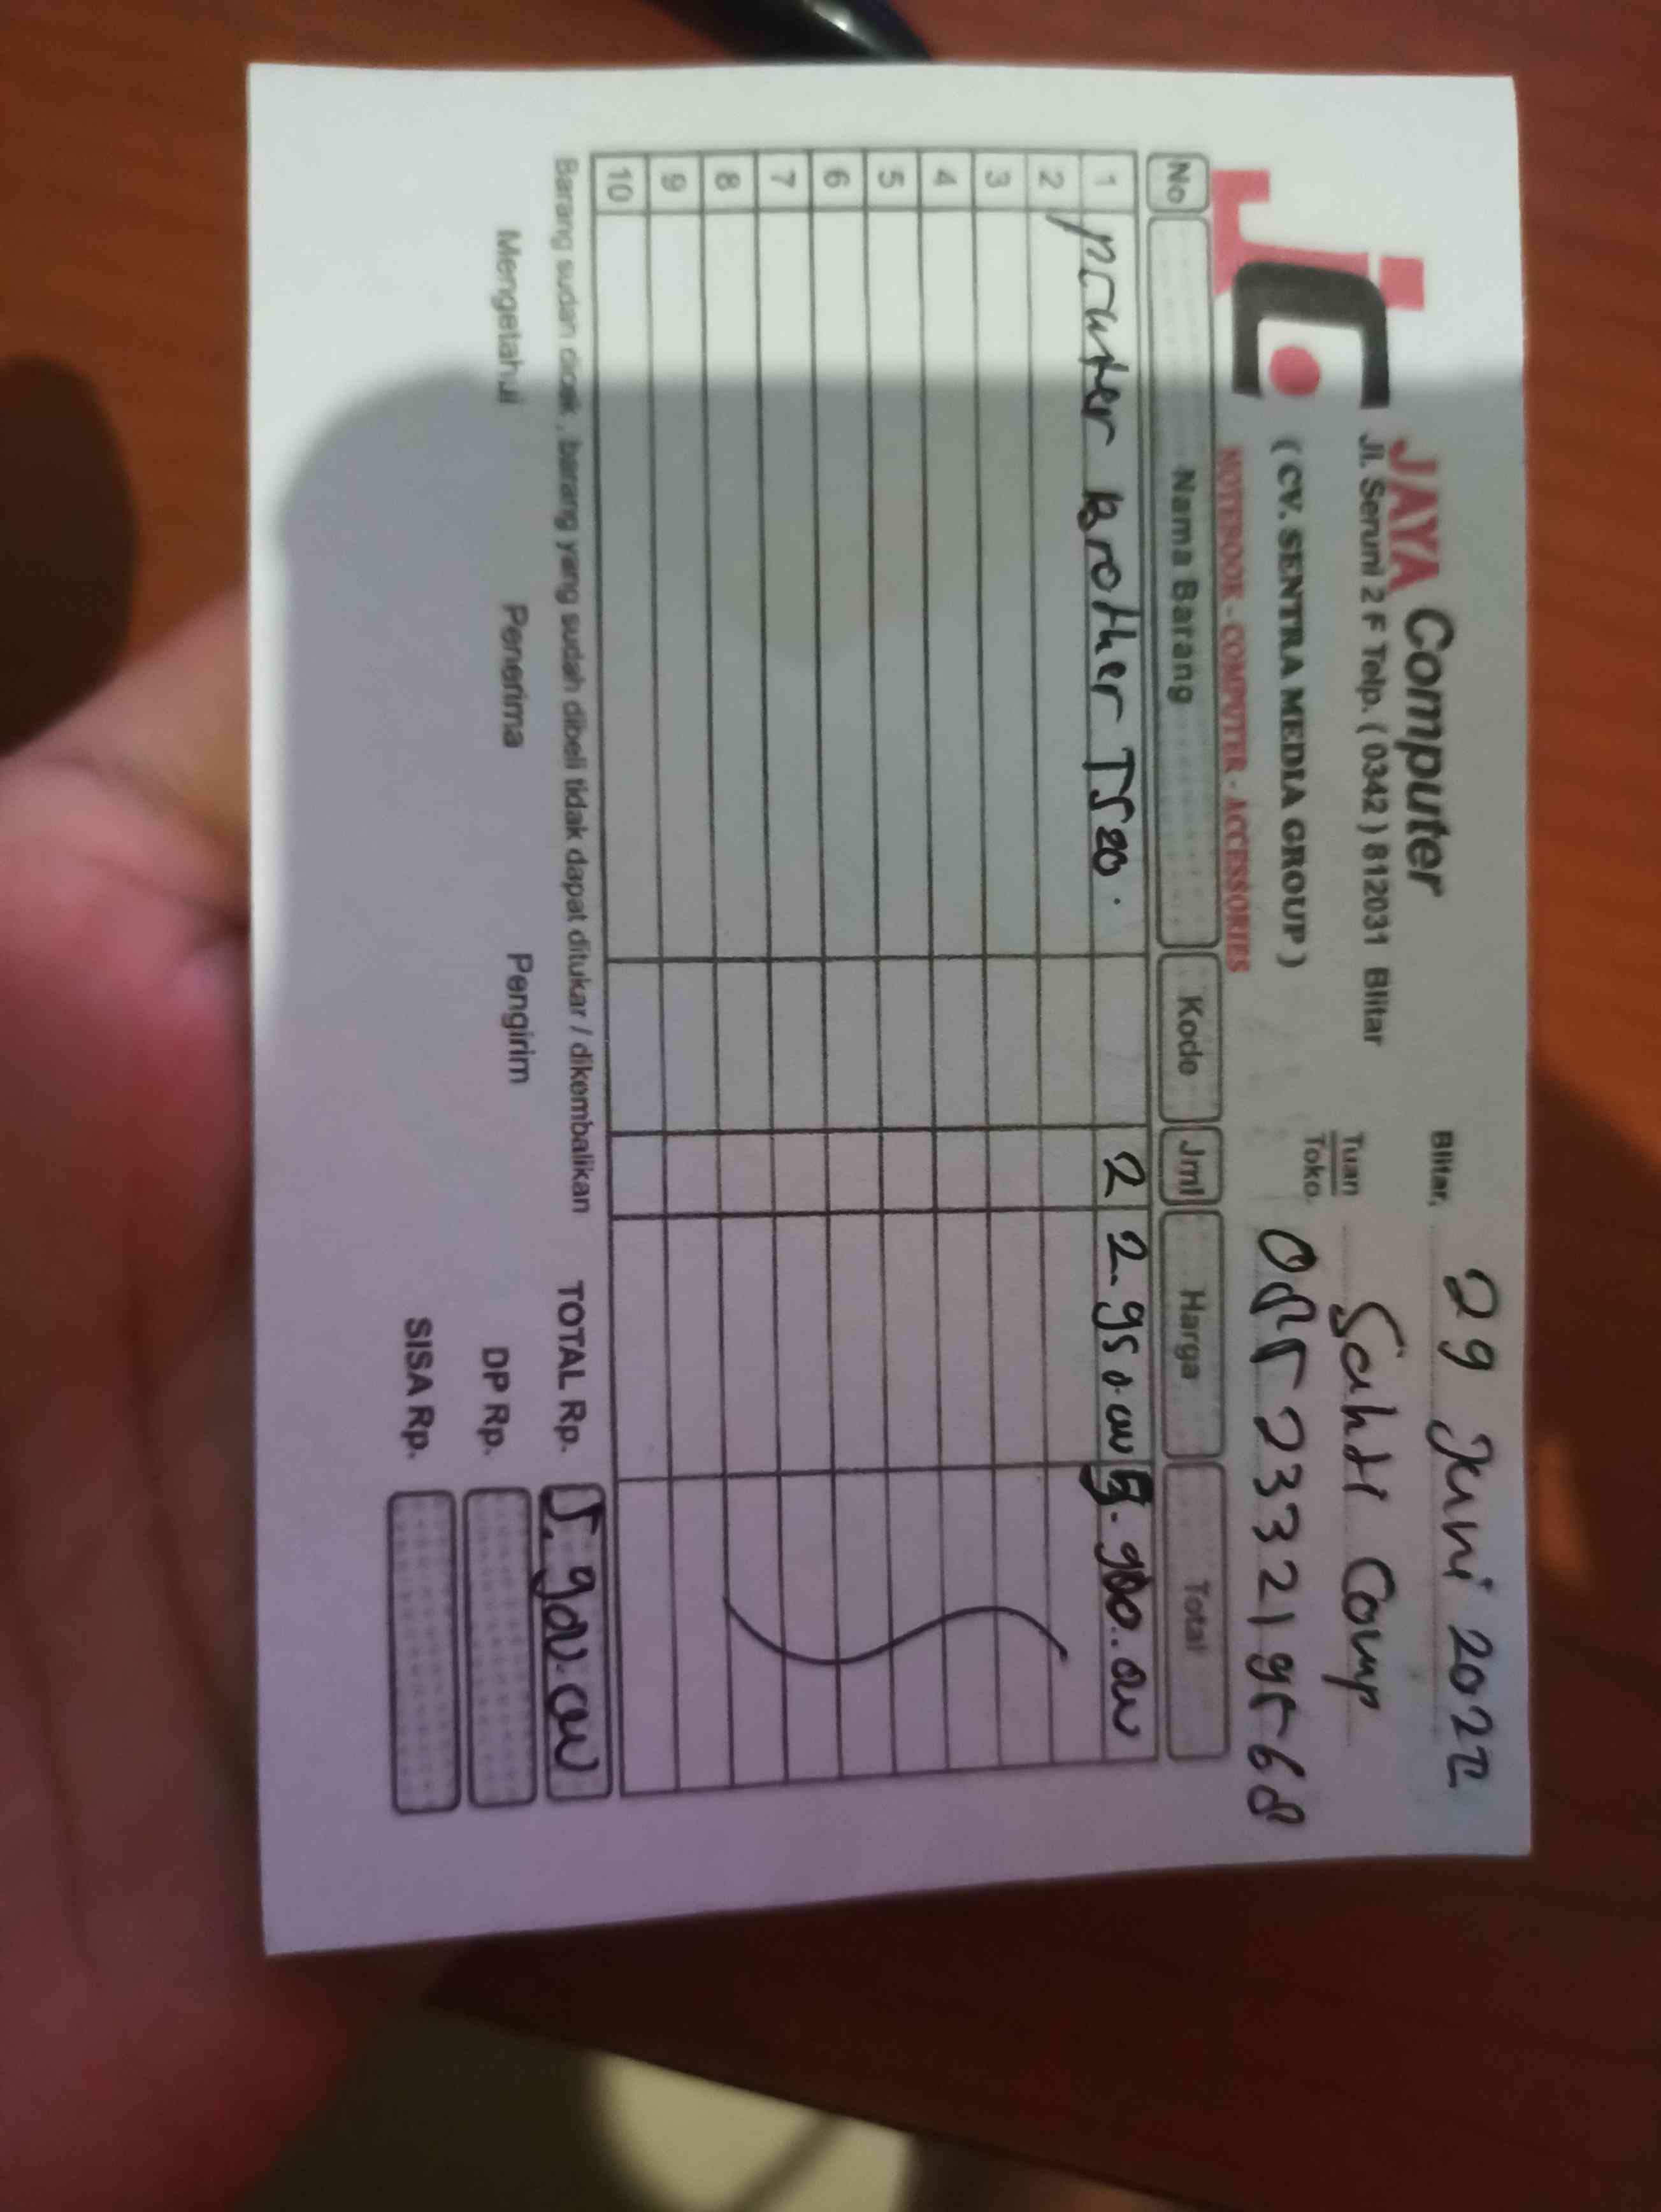 JC
JAYA Computer
Jl. Seruni 2 F Telp. ( 0342 ) 812031 Blitar
( CV. SENTRA MEDIA GROUP )
NOTEBOOK - COMPUTER - ACCESSORIES
Blitar, 29 Juni 2022
Tuan
Toko Sakti Comp
085233219568
No Nama Barang Kode Jml Harga Total
1 printer Brother T520. 2 2.950.000 5.900.000
2
3
4
5
6
7
8
9
10
Barang sudah dicek, barang yang sudah dibeli tidak dapat ditukar / dikembalikan
TOTAL Rp. 5.900.000
Mengetahui Penerima Pengirim
DP Rp.
SISA Rp.